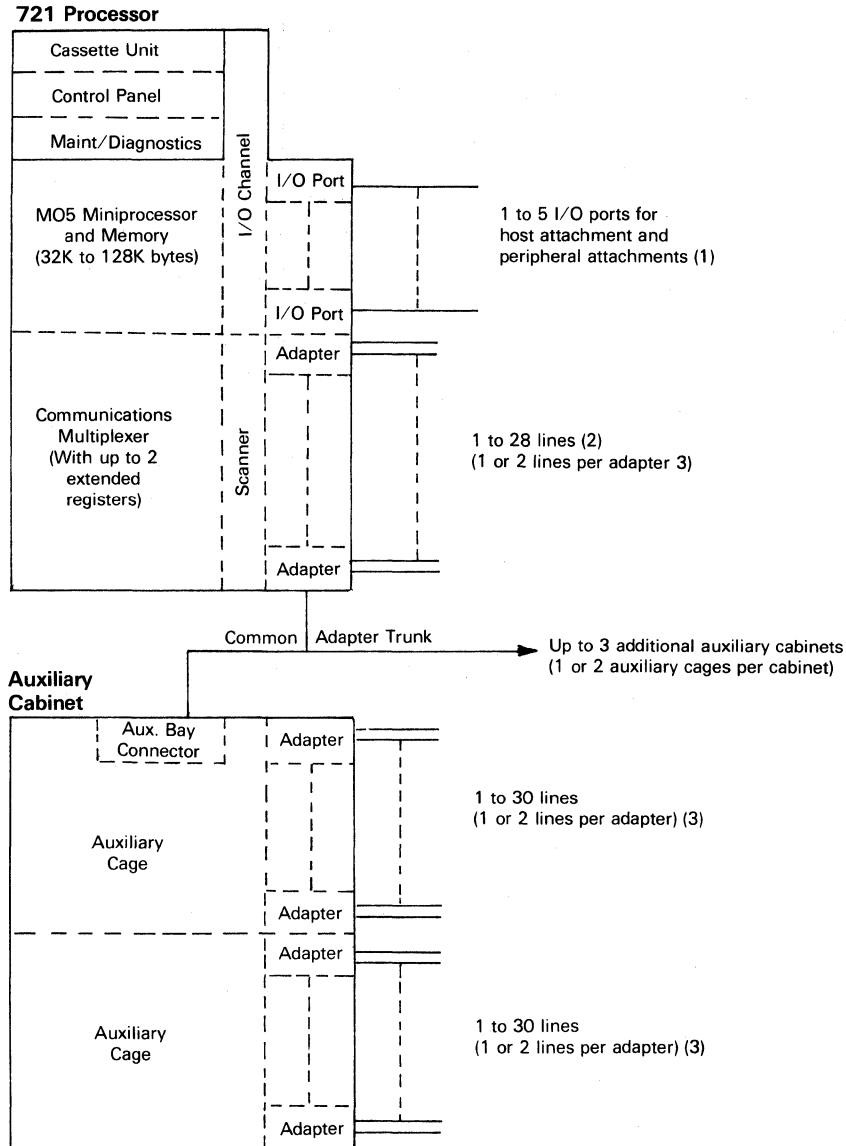 721 Processor
Cassette Unit
Control Panel
Maint/Diagnostics
I/O Channel
I/O Port
MO5 Miniprocessor
and Memory
(32K to 128K bytes)
1 to 5 I/O ports for
host attachment and
peripheral attachments (1)
I/O Port
Adapter
Communications
Multiplexer
(With up to 2
extended
registers)
Scanner
1 to 28 lines (2)
(1 or 2 lines per adapter 3)
Adapter
Common Adapter Trunk
Up to 3 additional auxiliary cabinets
(1 or 2 auxiliary cages per cabinet)
Auxiliary
Cabinet
Aux. Bay
Connector
Adapter
1 to 30 lines
(1 or 2 lines per adapter) (3)
Auxiliary
Cage
Adapter
Adapter
1 to 30 lines
(1 or 2 lines per adapter) (3)
Auxiliary
Cage
Adapter